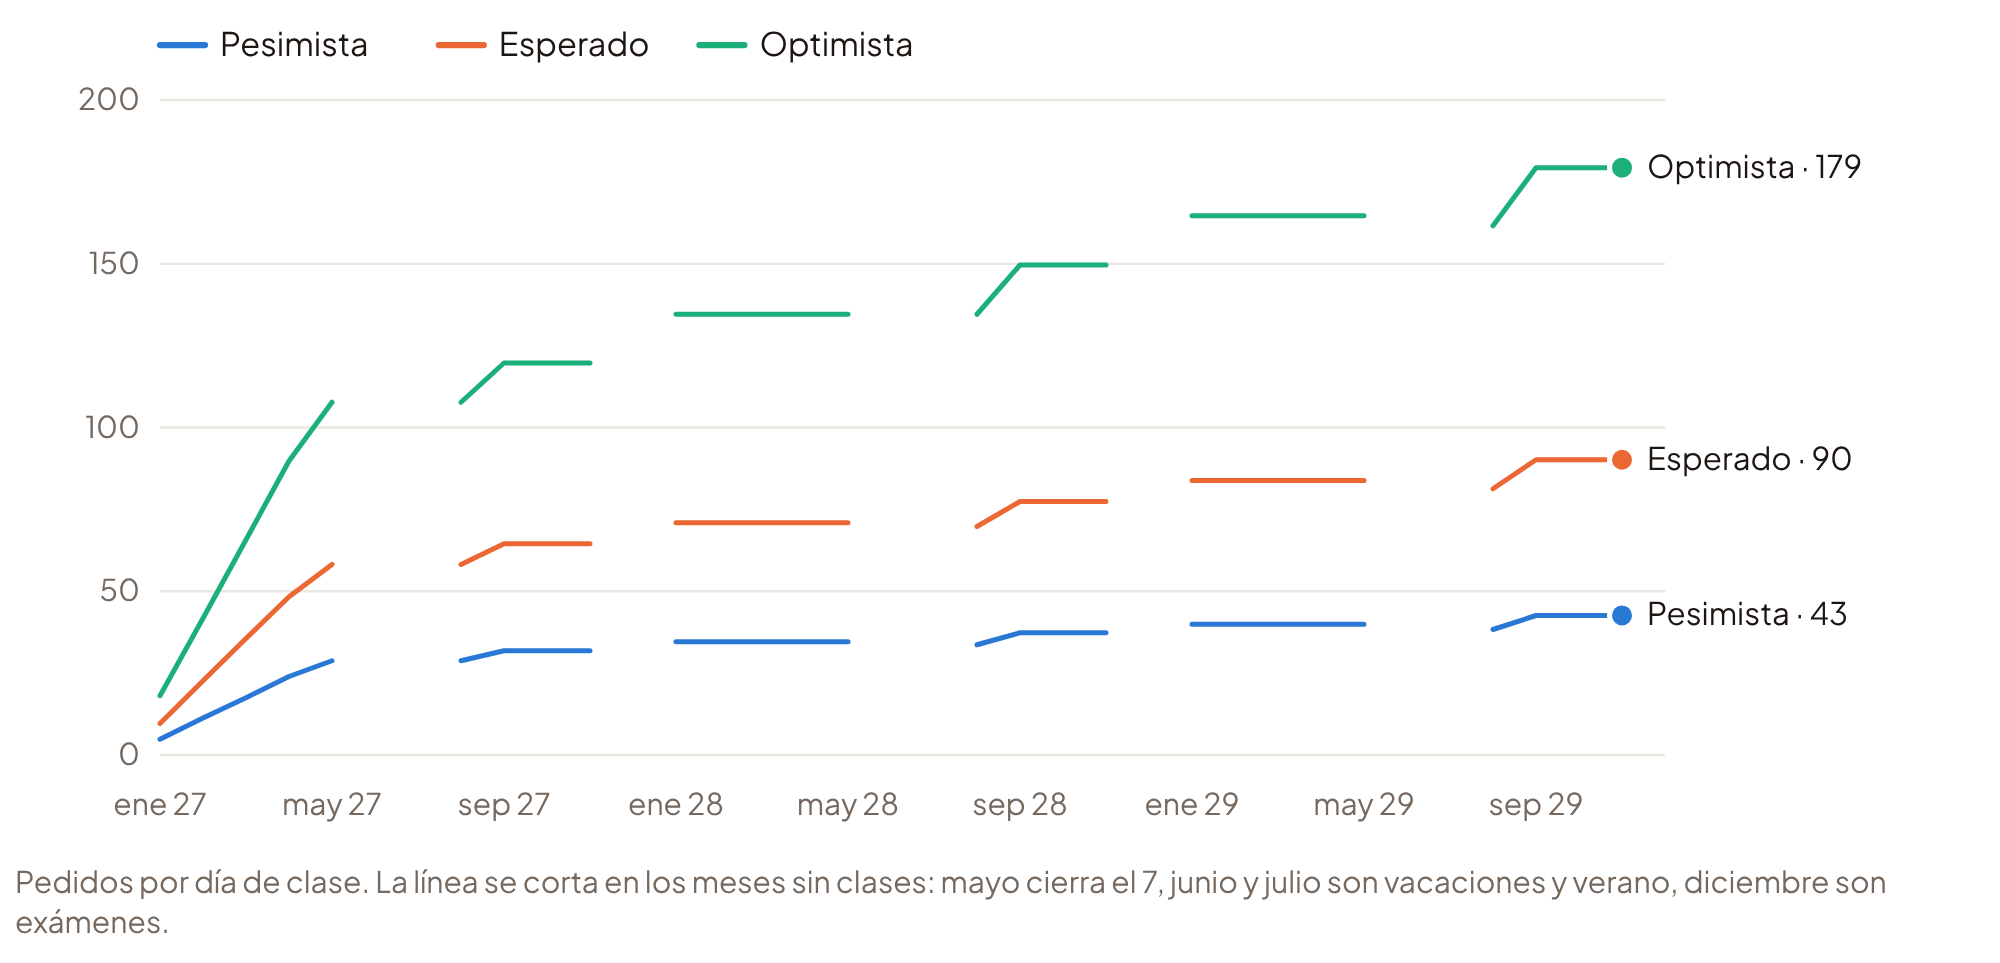 Pesimista Esperado Optimista
200
Optimista · 179
150
100
Esperado · 90
50
Pesimista · 43
0
ene 27 may 27 sep 27 ene 28 may 28 sep 28 ene 29 may 29 sep 29
Pedidos por día de clase. La línea se corta en los meses sin clases: mayo cierra el 7, junio y julio son vacaciones y verano, diciembre son
exámenes.